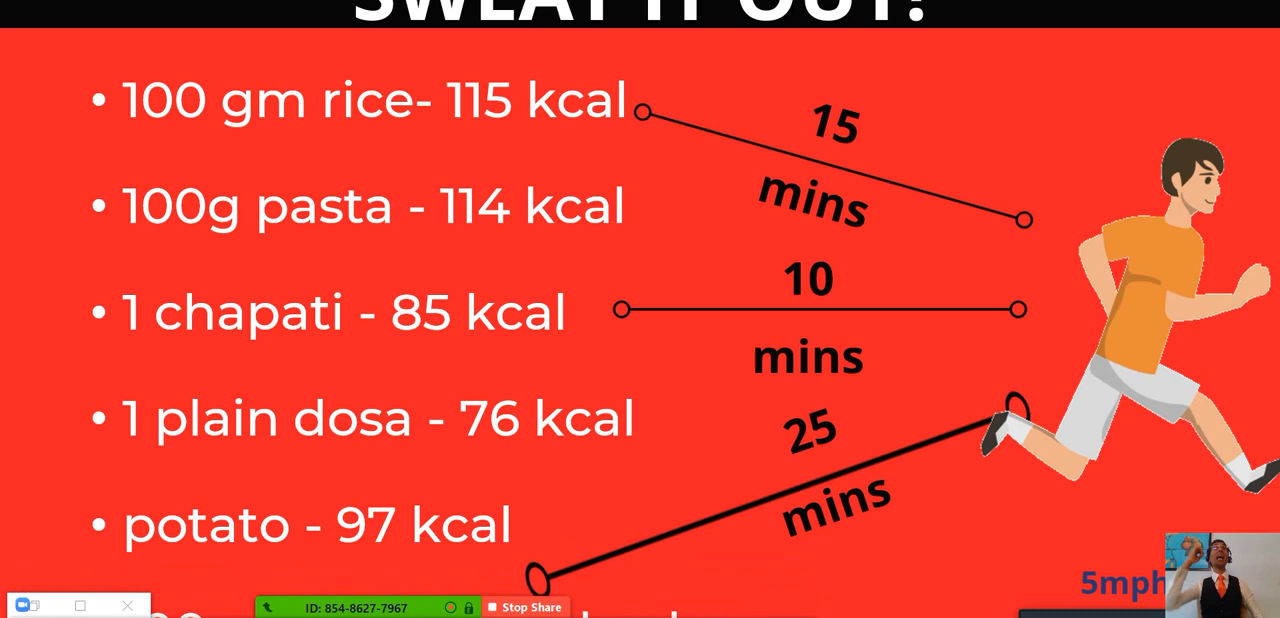 SWEAT IT OUT!
• 100 gm rice- 115 kcal
15
mins
• 100g pasta - 114 kcal
10
• 1 chapati - 85 kcal
mins
• 1 plain dosa - 76 kcal
25
mins
• potato - 97 kcal
5mph
ID: 854-8628-7967
Stop Share